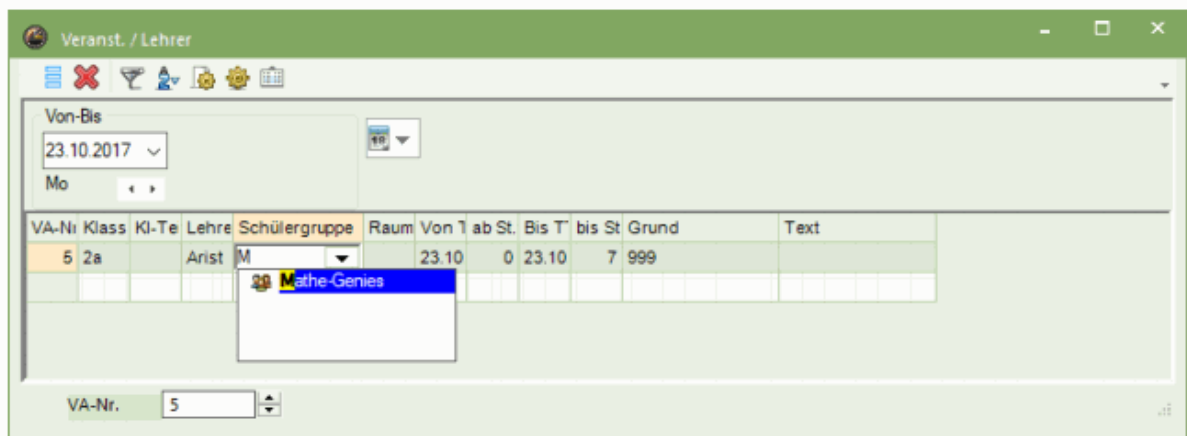 Veranst. / Lehrer
Von-Bis
23.10.2017
Mo
VA-Nr Klass Kl-Te Lehre Schülergruppe Raum Von T ab St. Bis T bis St Grund Text
5 2a Arist M 23.10 0 23.10 7 999
Mathe-Genies
VA-Nr. 5